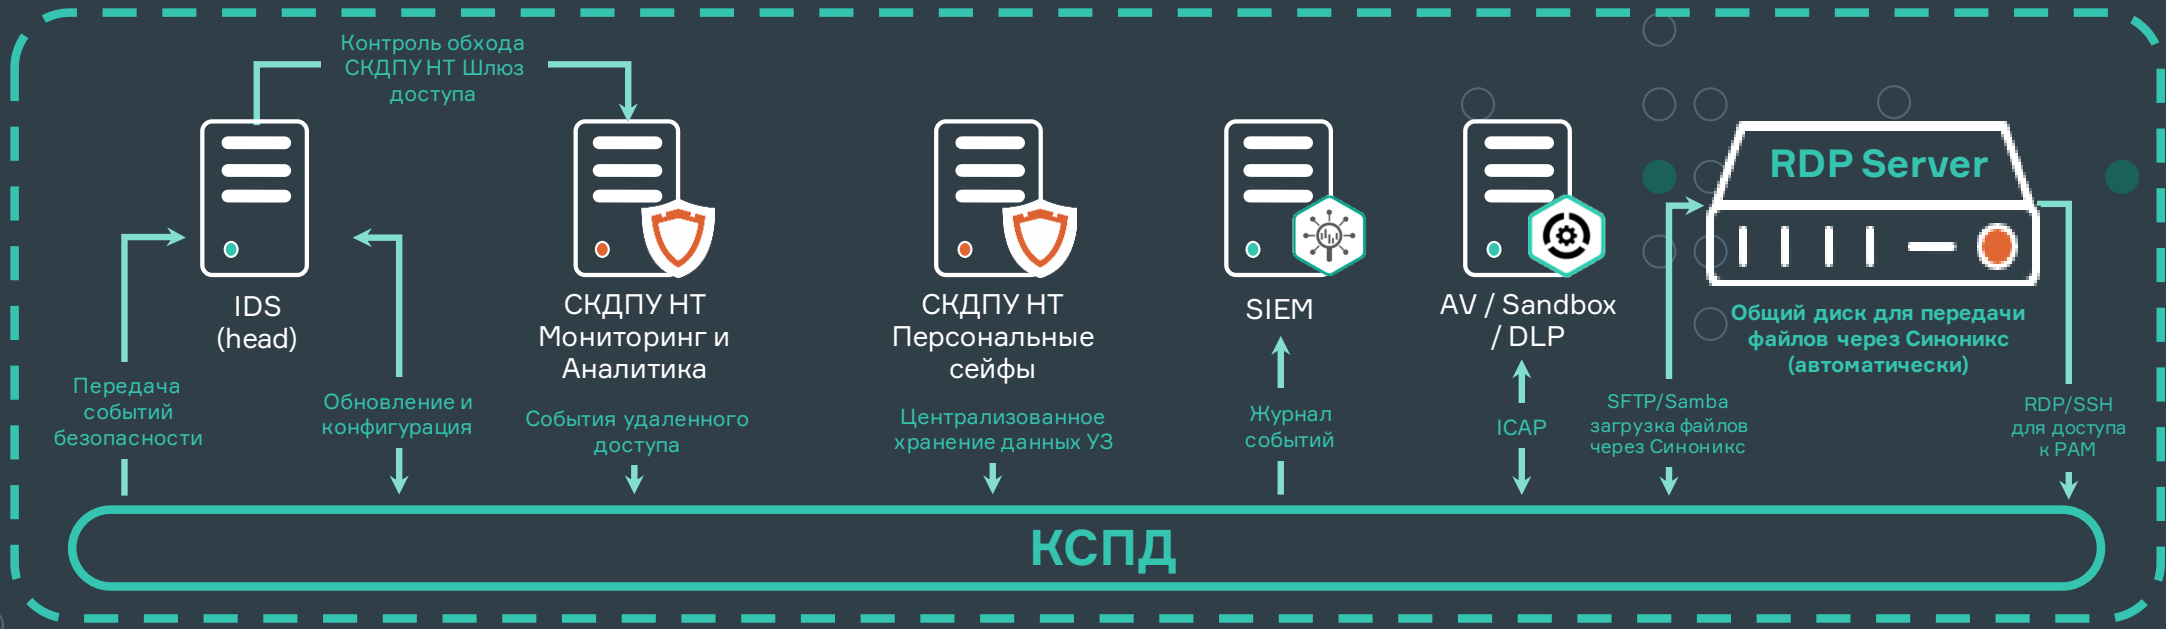 Контроль обхода
СКДПУ НТ Шлюз
доступа
RDP Server
IDS
(head)
СКДПУ НТ
Мониторинг и
Аналитика
СКДПУ НТ
Персональные
сейфы
SIEM
AV / Sandbox
/ DLP
Общий диск для передачи
файлов через Синоникс
(автоматически)
Передача
событий
безопасности
Обновление и
конфигурация
События удаленного
доступа
Централизованное
хранение данных УЗ
Журнал
событий
ICAP
SFTP/Samba
загрузка файлов
через Синоникс
RDP/SSH
для доступа
к PAM
КСПД